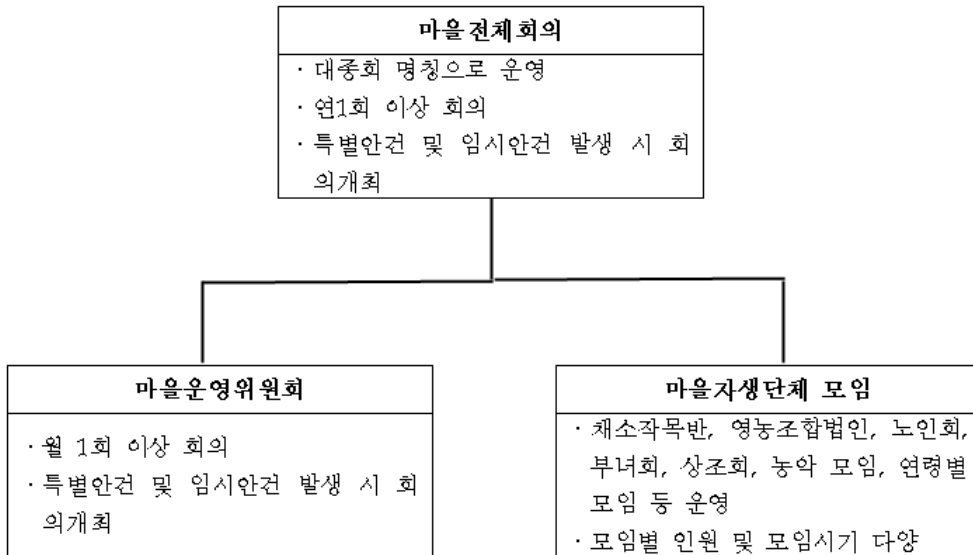 마을전체회의
· 대종회 명칭으로 운영
· 연1회 이상 회의
· 특별안건 및 임시안건 발생 시 회
의개최
마을운영위원회
· 월 1회 이상 회의
· 특별안건 및 임시안건 발생 시 회
의개최
마을자생단체 모임
· 채소작목반, 영농조합법인, 노인회,
부녀회, 상조회, 농악 모임, 연령별
모임 등 운영
· 모임별 인원 및 모임시기 다양